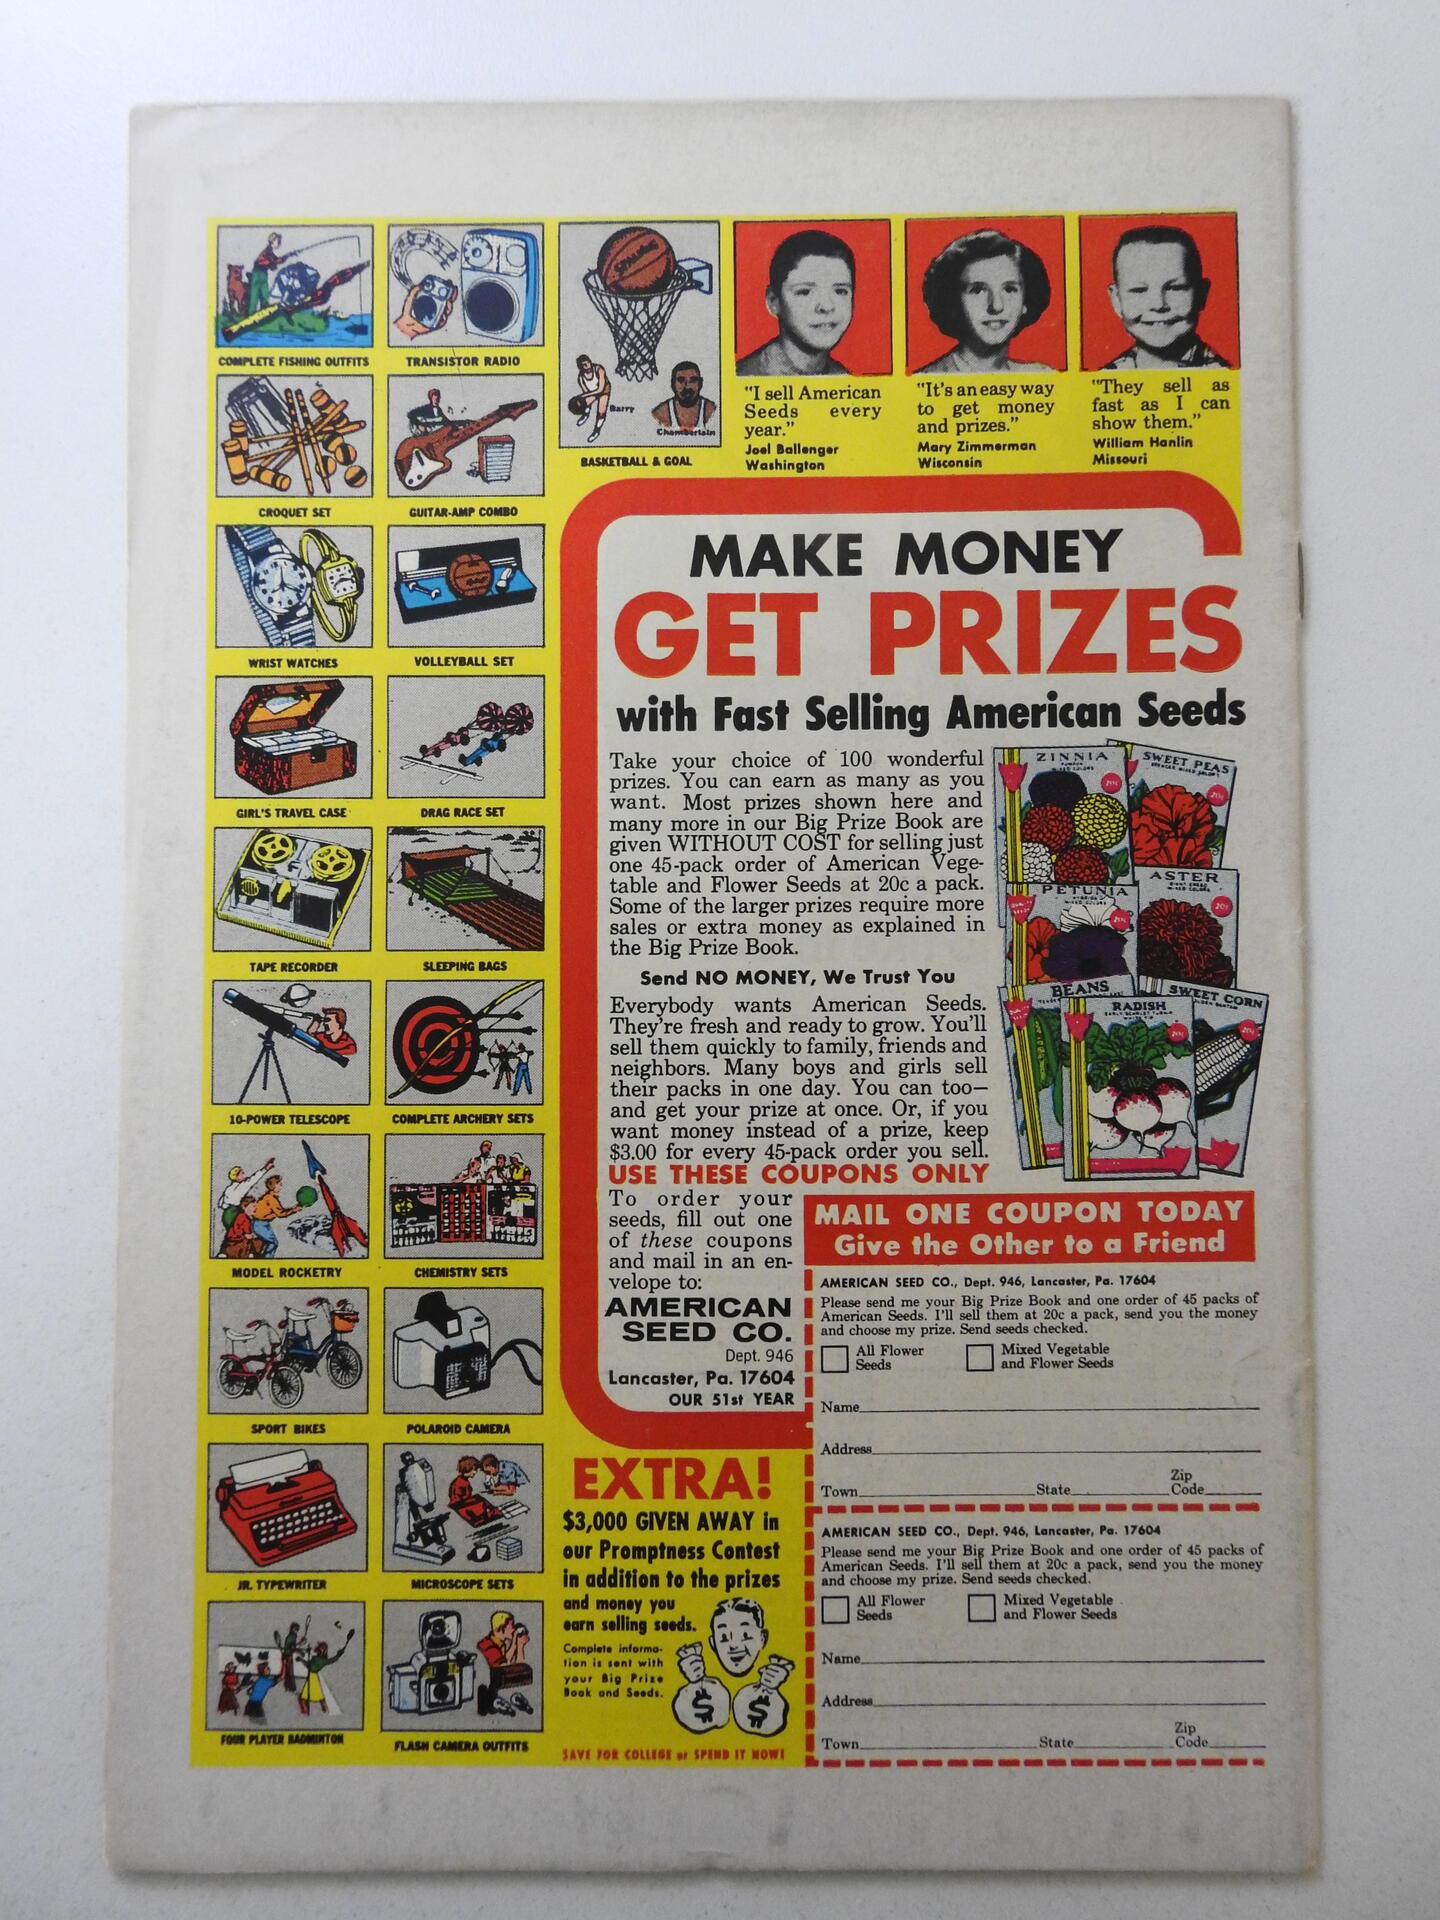 COMPLETE FISHING OUTFITS
TRANSISTOR RADIO
Barry
Chamberlain
BASKETBALL & GOAL
CROQUET SET
GUITAR-AMP COMBO
WRIST WATCHES
VOLLEYBALL SET
GIRL'S TRAVEL CASE
DRAG RACE SET
TAPE RECORDER
SLEEPING BAGS
10-POWER TELESCOPE
COMPLETE ARCHERY SETS
MODEL ROCKETRY
CHEMISTRY SETS
SPORT BIKES
POLAROID CAMERA
JR. TYPEWRITER
MICROSCOPE SETS
FOUR PLAYER BADMINTON
FLASH CAMERA OUTFITS
"I sell American
Seeds every
year."
Joel Ballenger
Washington
"It's an easy way
to get money
and prizes."
Mary Zimmerman
Wisconsin
"They sell as
fast as I can
show them."
William Hanlin
Missouri
MAKE MONEY
GET PRIZES
with Fast Selling American Seeds
Take your choice of 100 wonderful
prizes. You can earn as many as you
want. Most prizes shown here and
many more in our Big Prize Book are
given WITHOUT COST for selling just
one 45-pack order of American Vege-
table and Flower Seeds at 20c a pack.
Some of the larger prizes require more
sales or extra money as explained in
the Big Prize Book.
Send NO MONEY, We Trust You
Everybody wants American Seeds.
They're fresh and ready to grow. You'll
sell them quickly to family, friends and
neighbors. Many boys and girls sell
their packs in one day. You can too—
and get your prize at once. Or, if you
want money instead of a prize, keep
$3.00 for every 45-pack order you sell.
USE THESE COUPONS ONLY
ZINNIA
MIXED COLORS
SWEET PEAS
20¢
PETUNIA
MIXED COLORS
20¢
ASTER
MIXED COLORS
20¢
BEANS
RADISH
20¢
SWEET CORN
20¢
To order your
seeds, fill out one
of these coupons
and mail in an en-
velope to:
AMERICAN
SEED CO.
Dept. 946
Lancaster, Pa. 17604
OUR 51st YEAR
MAIL ONE COUPON TODAY
Give the Other to a Friend
AMERICAN SEED CO., Dept. 946, Lancaster, Pa. 17604
Please send me your Big Prize Book and one order of 45 packs of
American Seeds. I'll sell them at 20c a pack, send you the money
and choose my prize. Send seeds checked.
All Flower
Seeds
Mixed Vegetable
and Flower Seeds
Name
Address
Town State Zip Code
AMERICAN SEED CO., Dept. 946, Lancaster, Pa. 17604
Please send me your Big Prize Book and one order of 45 packs of
American Seeds. I'll sell them at 20c a pack, send you the money
and choose my prize. Send seeds checked.
All Flower
Seeds
Mixed Vegetable
and Flower Seeds
Name
Address
Town State Zip Code
EXTRA!
$3,000 GIVEN AWAY in
our Promptness Contest
in addition to the prizes
and money you
earn selling seeds.
Complete informa-
tion is sent with
your Big Prize
Book and Seeds.
$ $
SAVE FOR COLLEGE or SPEND IT NOW!